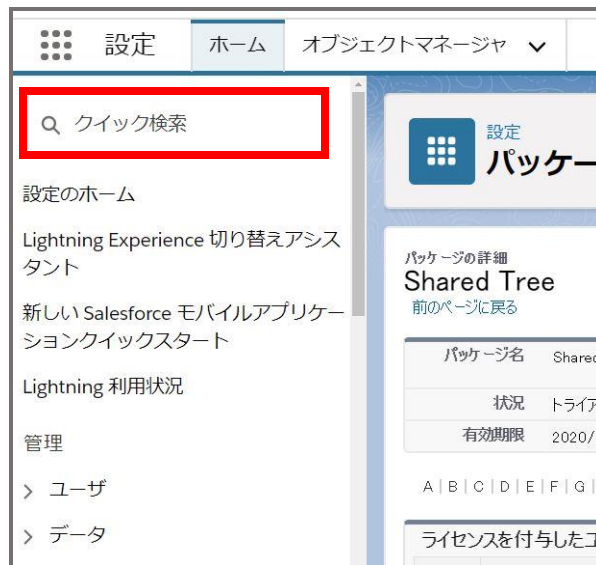 設定
ホーム
オブジェクトマネージャ
クイック検索
設定のホーム
Lightning Experience 切り替えアシス
タント
新しい Salesforce モバイルアプリケー
ションクイックスタート
Lightning 利用状況
管理
ユーザ
データ
設定
パッケー
パッケージの詳細
Shared Tree
前のページに戻る
パッケージ名 Shared
状況 トライア
有効期限 2020/
A | B | C | D | E | F | G |
ライセンスを付与したユ